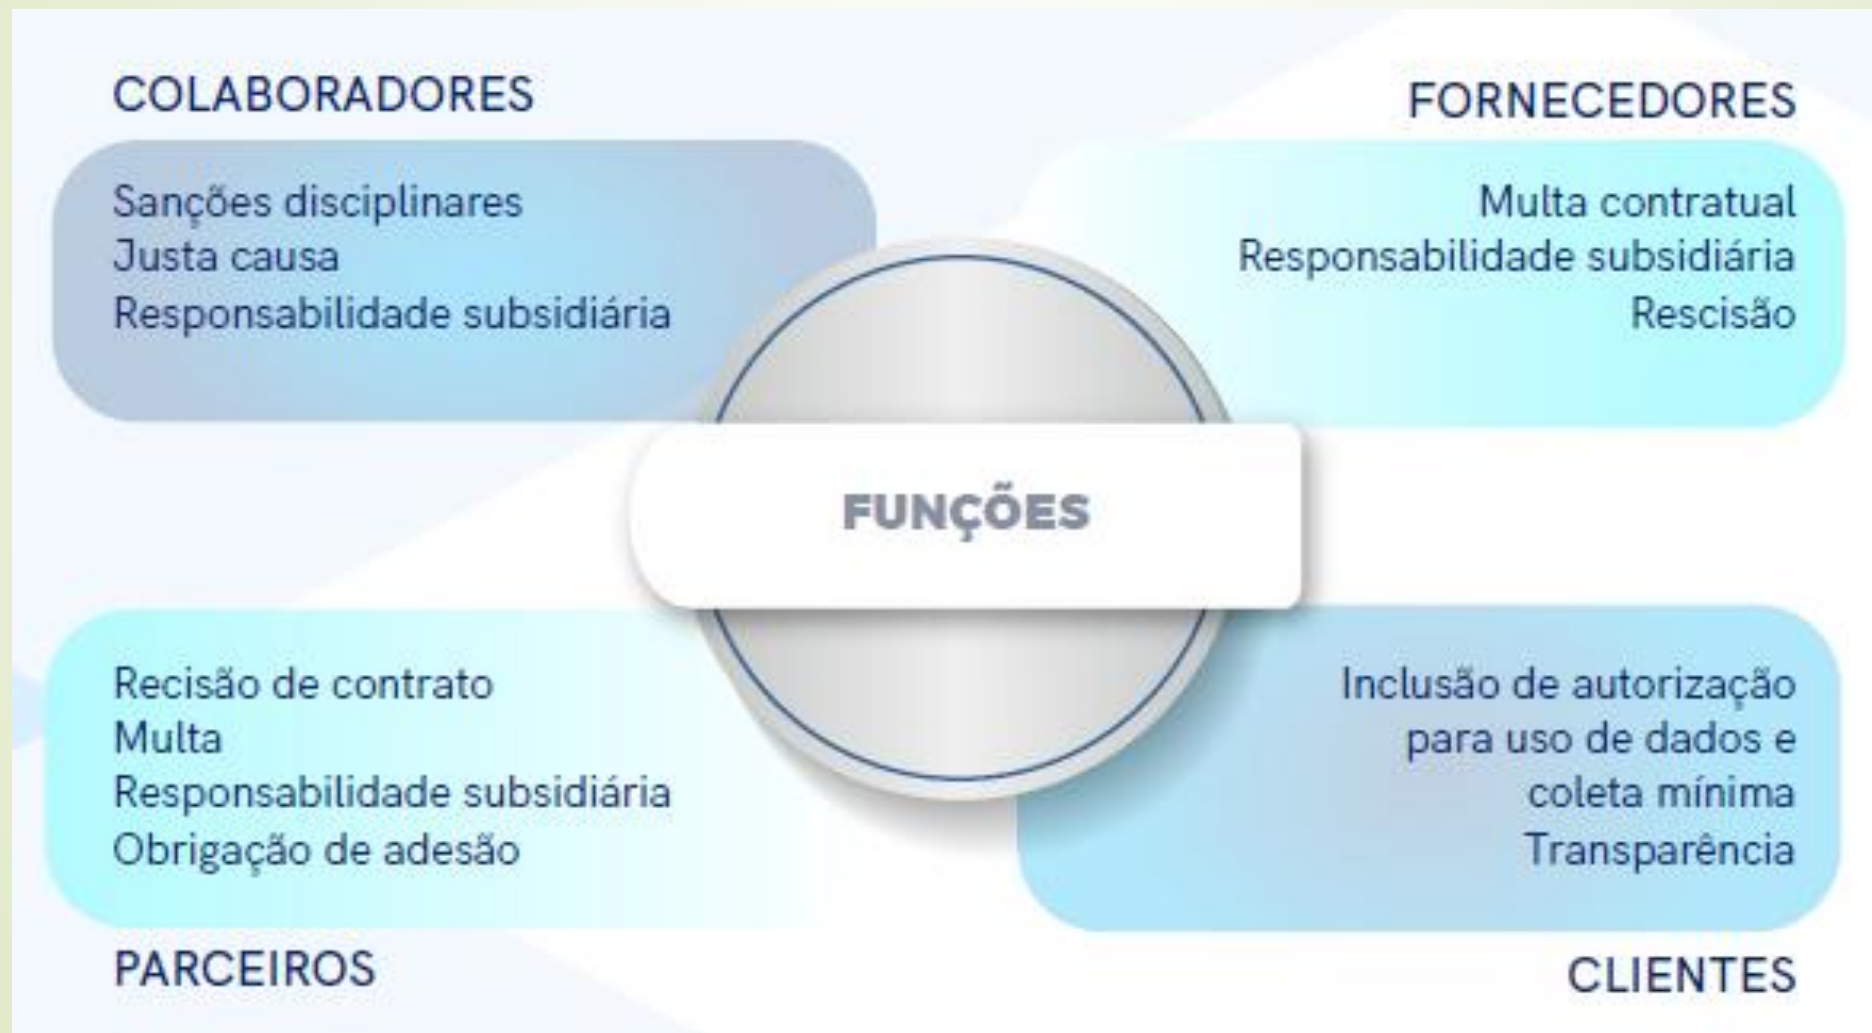 COLABORADORES
Sanções disciplinares
Justa causa
Responsabilidade subsidiária
FORNECEDORES
Multa contratual
Responsabilidade subsidiária
Rescisão
FUNÇÕES
Recisão de contrato
Multa
Responsabilidade subsidiária
Obrigação de adesão
PARCEIROS
Inclusão de autorização
para uso de dados e
coleta mínima
Transparência
CLIENTES